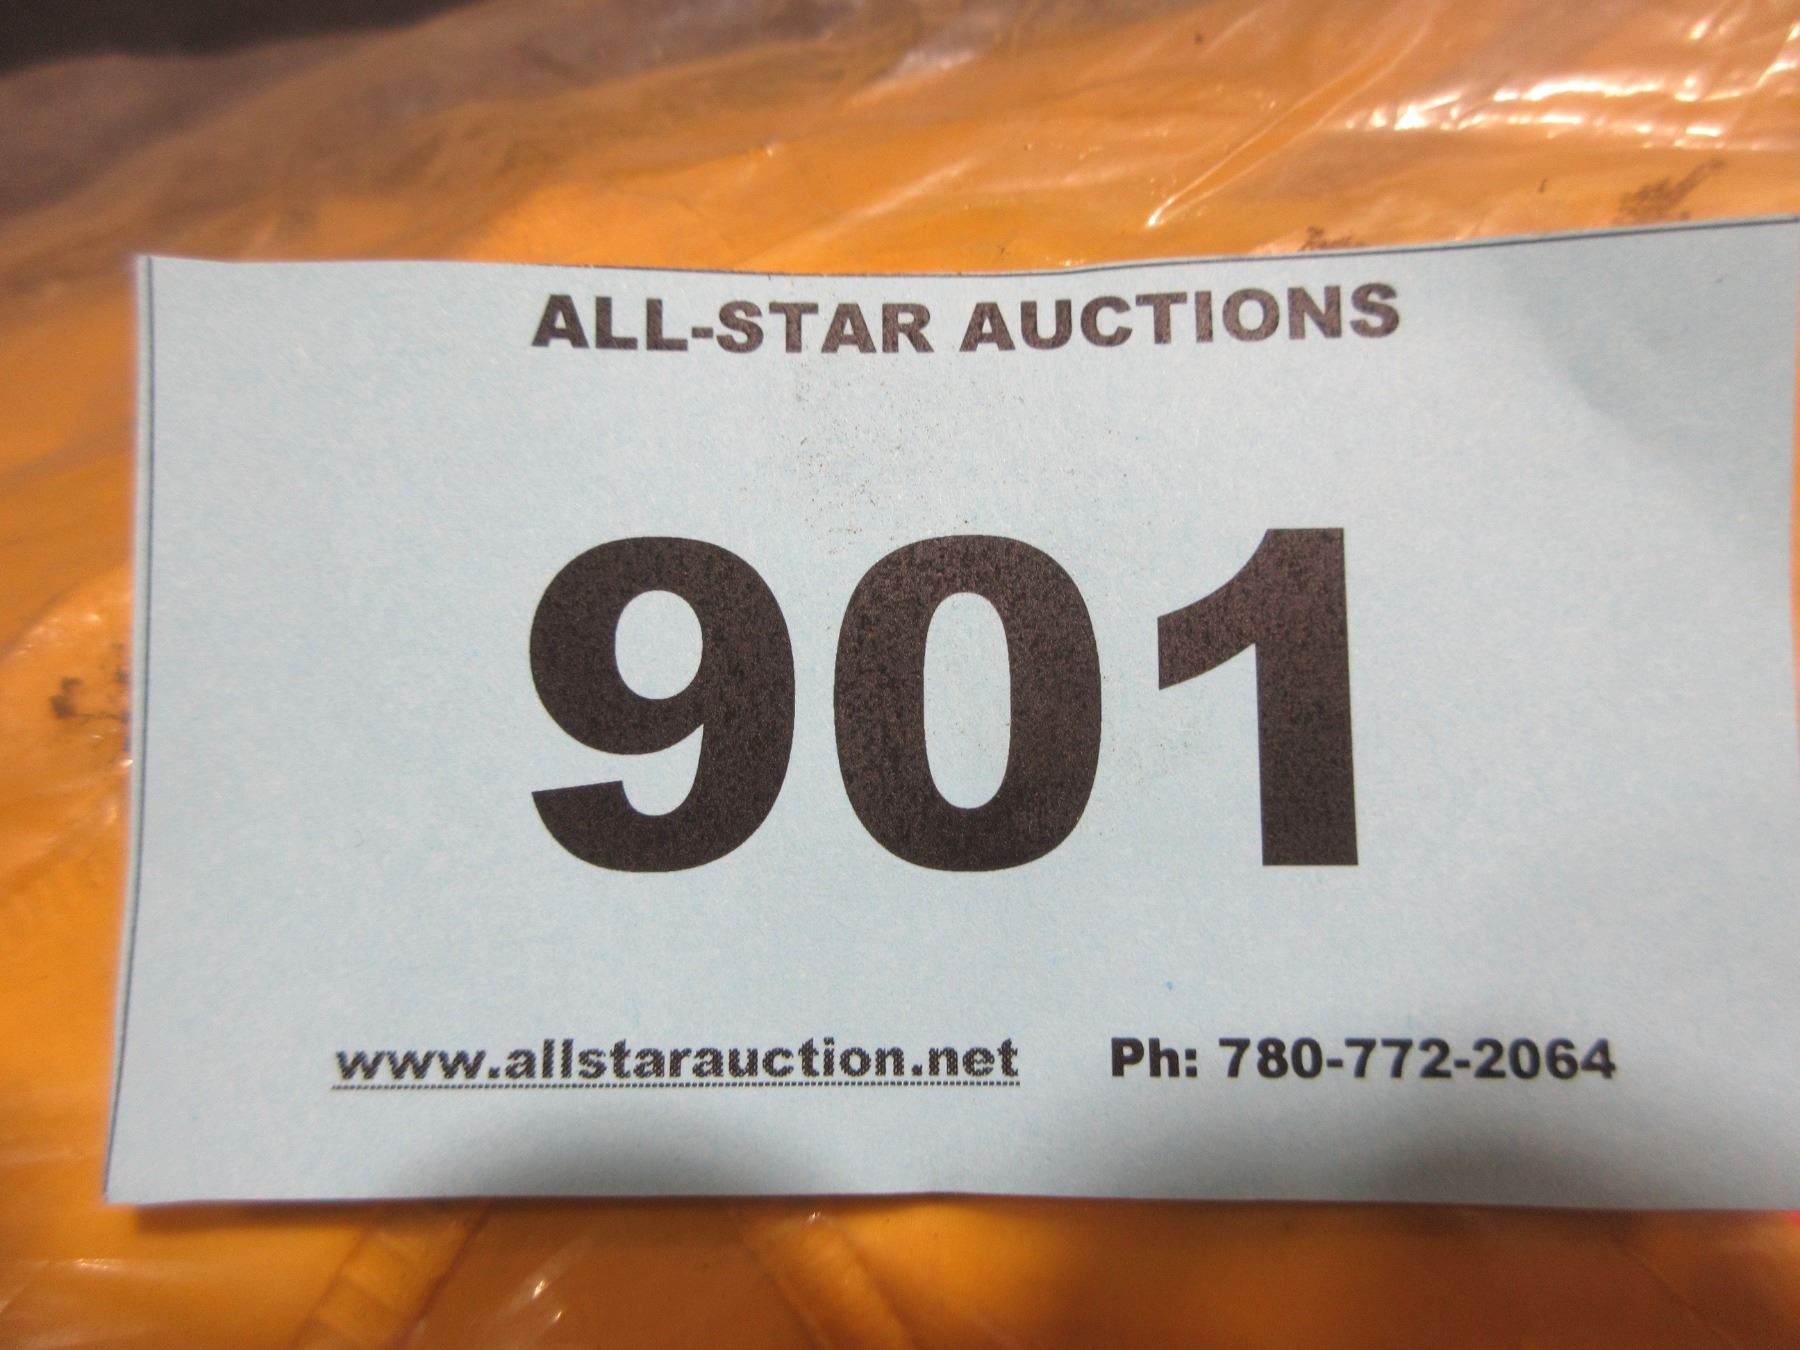 ALL-STAR AUCTIONS
901
www.allstarauction.net Ph: 780-772-2064